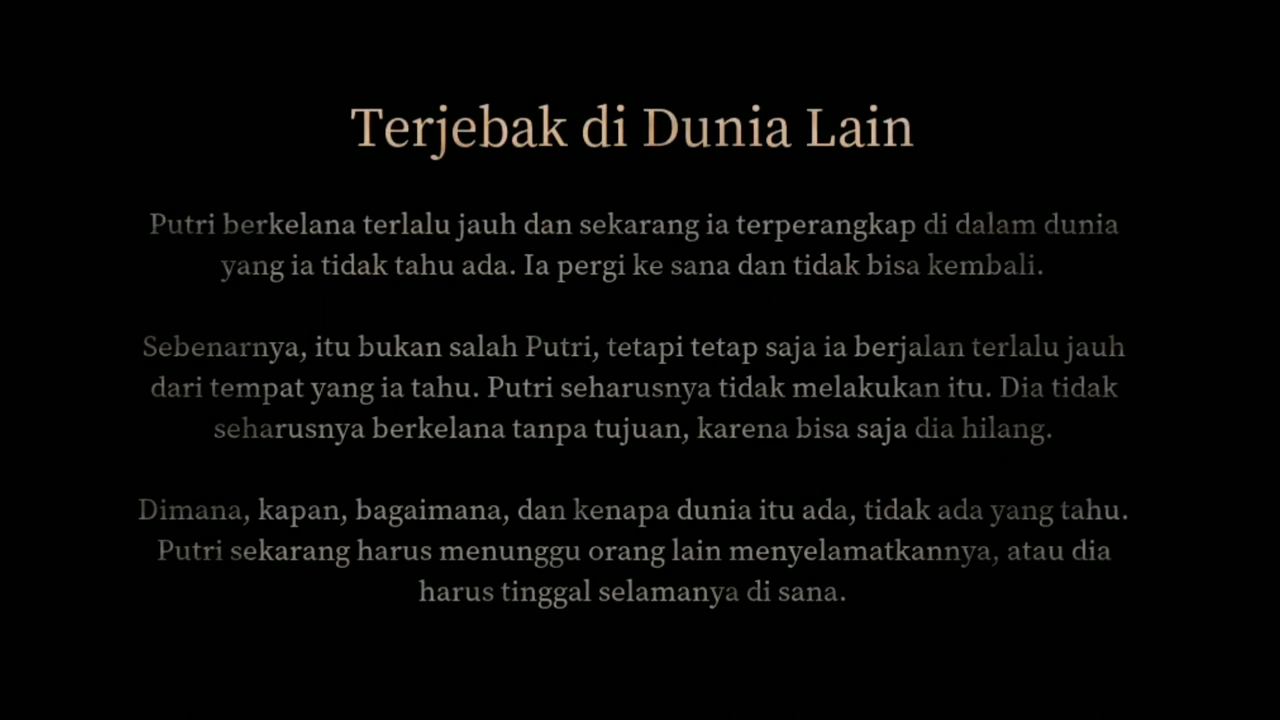 Terjebak di Dunia Lain
Putri berkelana terlalu jauh dan sekarang ia terperangkap di dalam dunia
yang ia tidak tahu ada. Ia pergi ke sana dan tidak bisa kembali.
Sebenarnya, itu bukan salah Putri, tetapi tetap saja ia berjalan terlalu jauh
dari tempat yang ia tahu. Putri seharusnya tidak melakukan itu. Dia tidak
seharusnya berkelana tanpa tujuan, karena bisa saja dia hilang.
Dimana, kapan, bagaimana, dan kenapa dunia itu ada, tidak ada yang tahu.
Putri sekarang harus menunggu orang lain menyelamatkannya, atau dia
harus tinggal selamanya di sana.